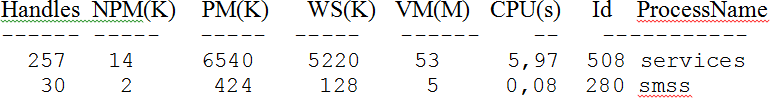 Handles NPM(K) PM(K) WS(K) VM(M) CPU(s) Id ProcessName
------- ------ ----- ----- ----- ------ -- -----------
257 14 6540 5220 53 5,97 508 services
30 2 424 128 5 0,08 280 smss